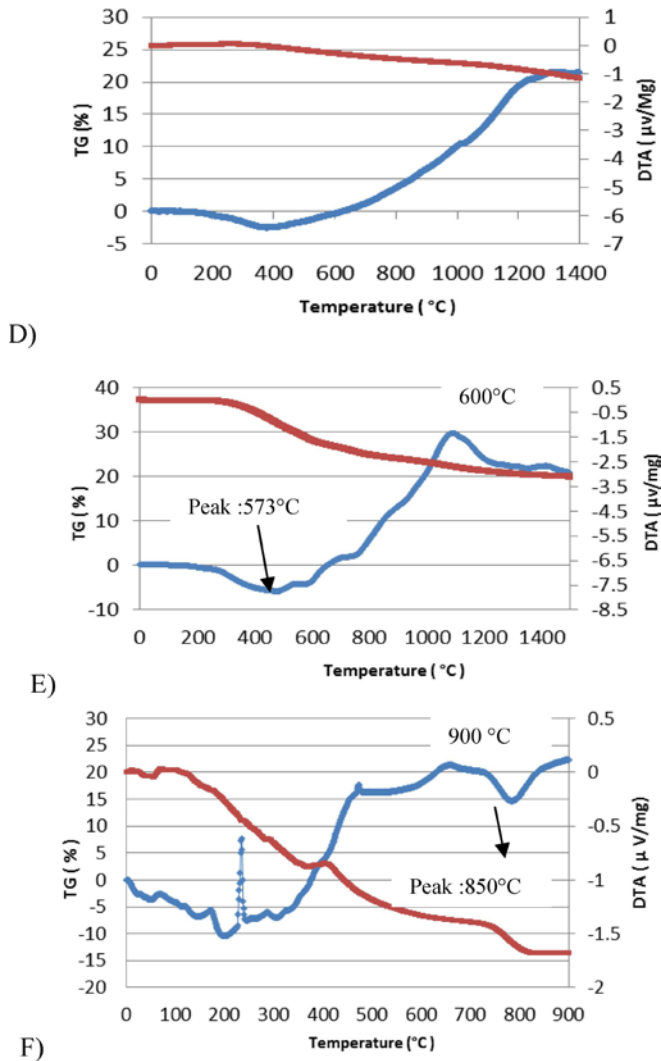 30
25
20
15
10
5
0
-5
TG (%)
1
0
-1
-2
-3
-4
-5
-6
-7
DTA ( µv/Mg)
0 200 400 600 800 1000 1200 1400
Temperature ( °C)
D)
40
30
20
10
0
-10
TG ( % )
600°C
Peak :573°C
0.5
-0.5
-1.5
-2.5
-3.5
-4.5
-5.5
-6.5
-7.5
-8.5
DTA ( µv/mg)
0 200 400 600 800 1000 1200 1400
Temperature ( °C)
E)
30
25
20
15
10
5
0
-5
-10
-15
-20
TG ( % )
900 °C
Peak :850°C
0.5
0
-0.5
-1
-1.5
-2
DTA ( µ V/mg)
0 100 200 300 400 500 600 700 800 900
Temperature ( °C)
F)